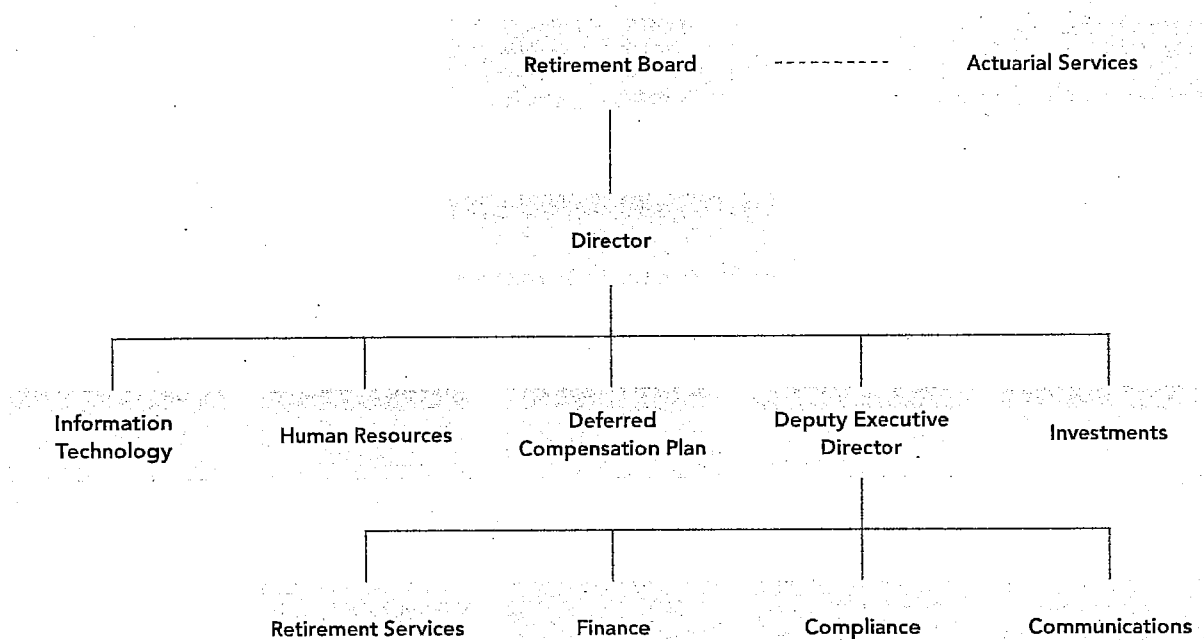 Retirement Board
Actuarial Services
Director
Information
Technology
Human Resources
Deferred
Compensation Plan
Deputy Executive
Director
Investments
Retirement Services
Finance
Compliance
Communications